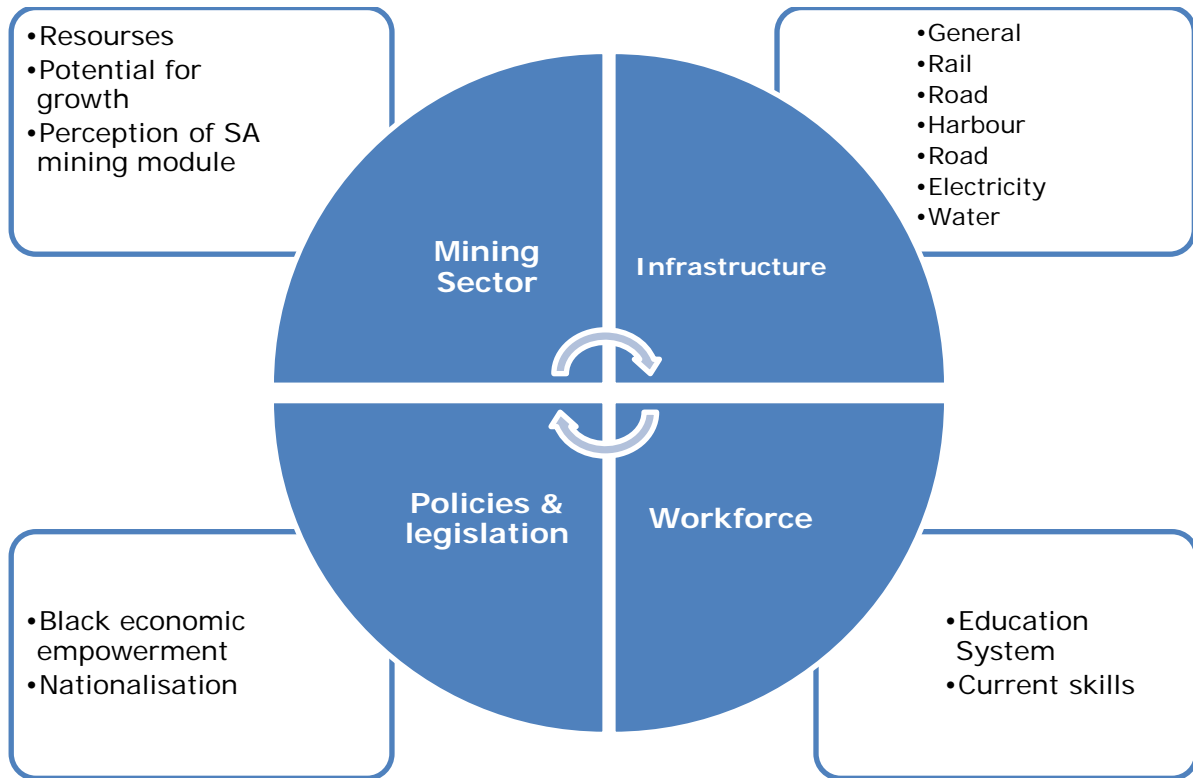 •Resourses
•Potential for
growth
•Perception of SA
mining module
•General
•Rail
•Road
•Harbour
•Road
•Electricity
•Water
Mining
Sector
Infrastructure
Policies &
legislation
Workforce
•Black economic
empowerment
•Nationalisation
•Education
System
•Current skills